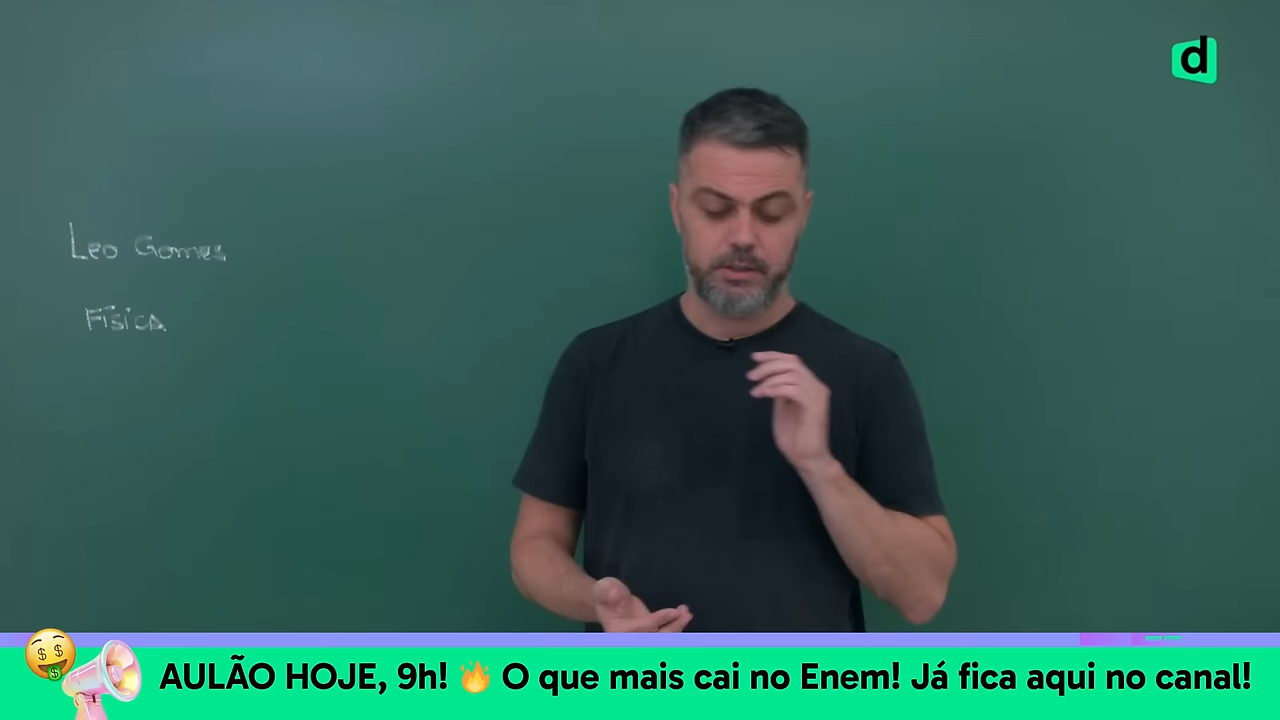 d
Leo Gomes
Física
AULÃO HOJE, 9h! 🔥 O que mais cai no Enem! Já fica aqui no canal!